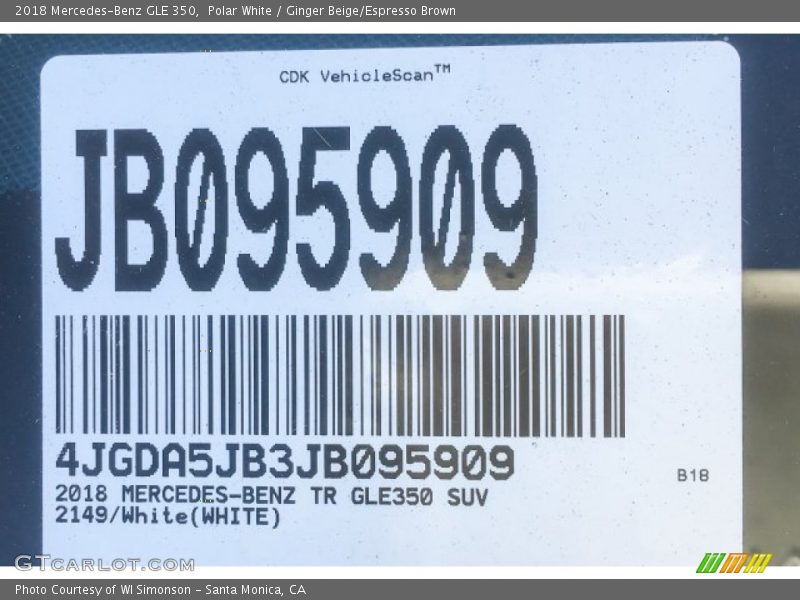 2018 Mercedes-Benz GLE 350, Polar White / Ginger Beige/Espresso Brown
CDK VehicleScan™
JB095909
4JGDA5JB3JB095909
B18
2018 MERCEDES-BENZ TR GLE350 SUV
2149/White(WHITE)
GTCARLOT.COM
Photo Courtesy of WI Simonson - Santa Monica, CA